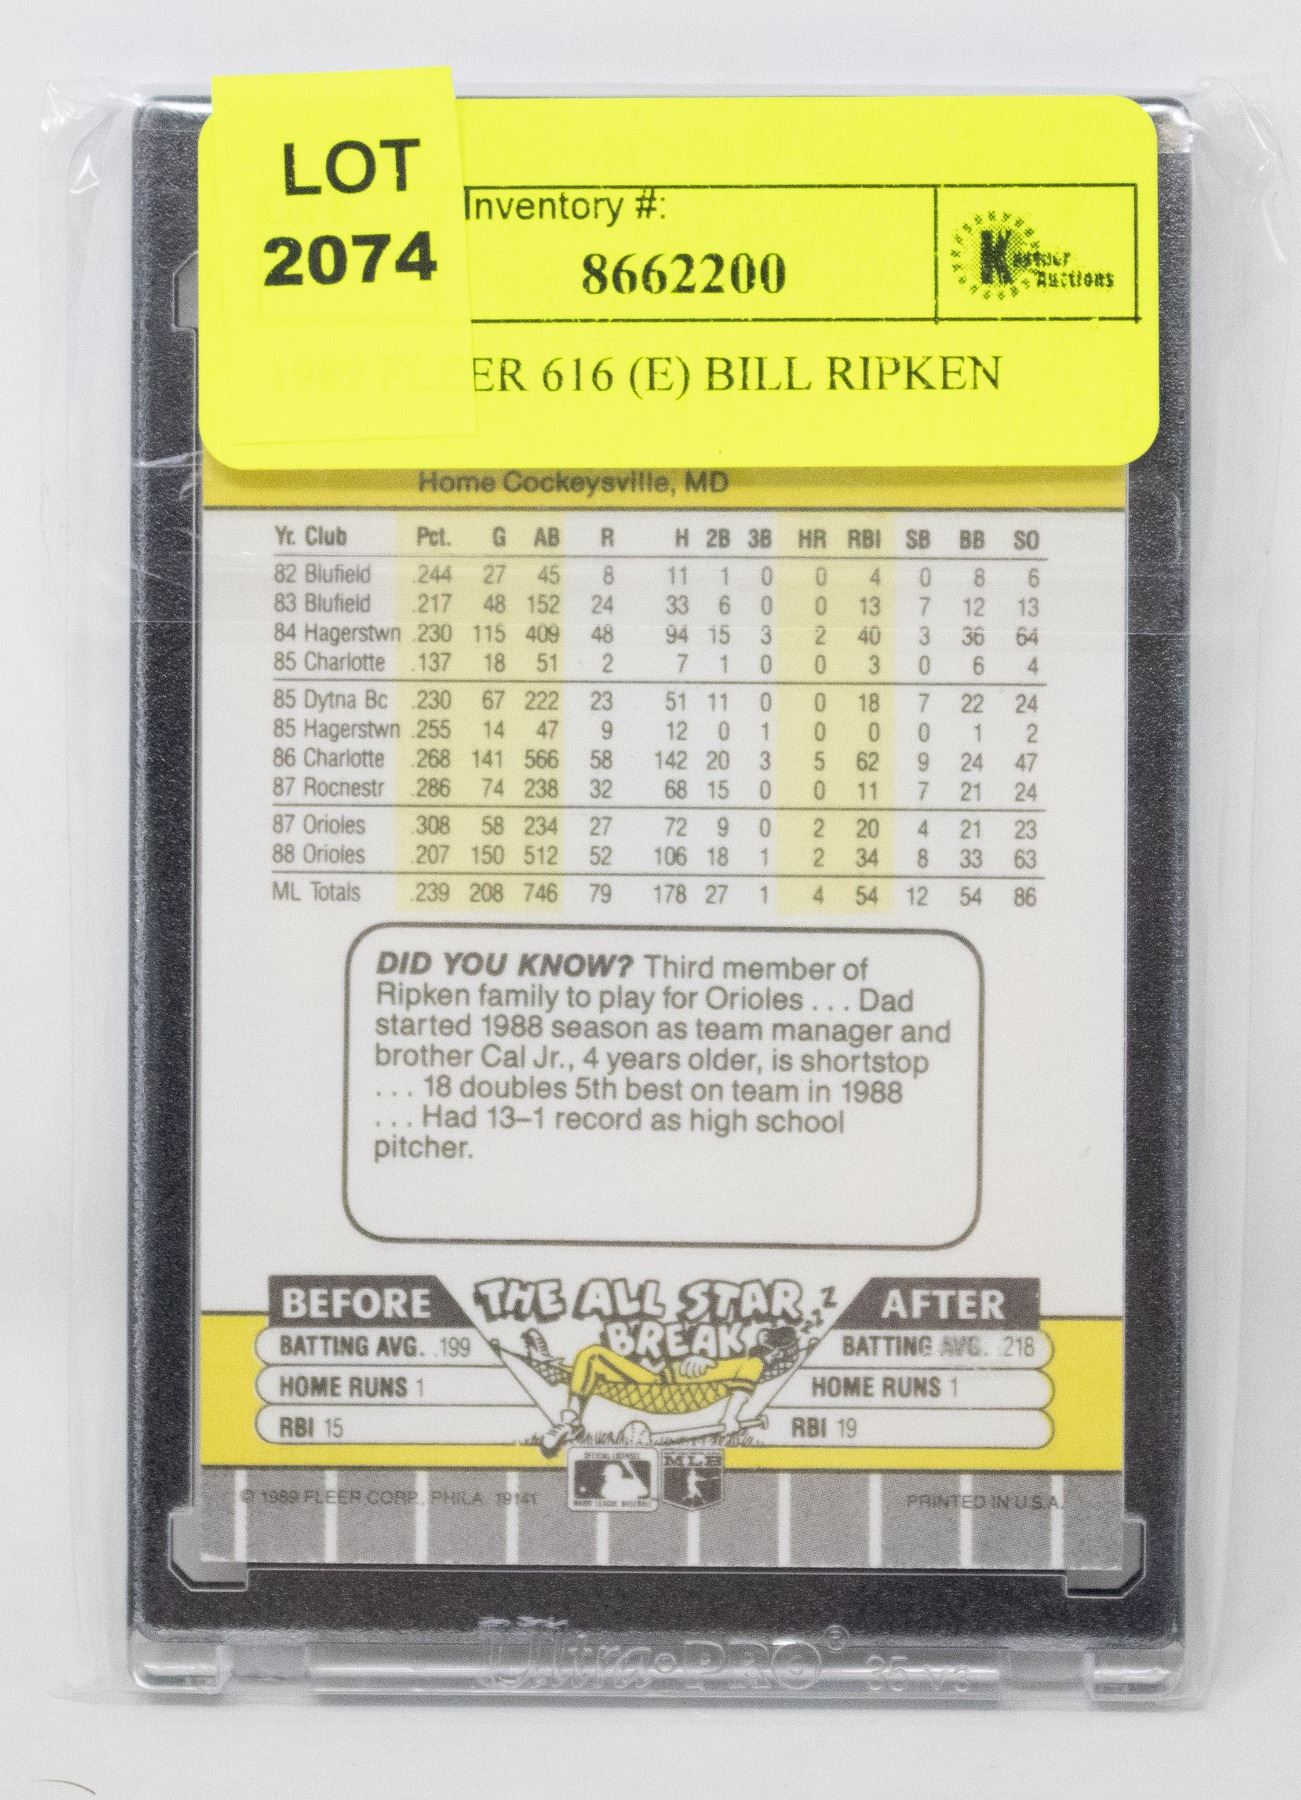 LOT
2074
Inventory #:
8662200
Kastner
Auctions
1989 FLEER 616 (E) BILL RIPKEN
Home Cockeysville, MD
Yr. Club Pct. G AB R H 2B 3B HR RBI SB BB SO
82 Blufield .244 27 45 8 11 1 0 0 4 0 8 6
83 Blufield .217 48 152 24 33 6 0 0 13 7 12 13
84 Hagerstwn .230 115 409 48 94 15 3 2 40 3 36 64
85 Charlotte .137 18 51 2 7 1 0 0 3 0 6 4
85 Dytna Bc .230 67 222 23 51 11 0 0 18 7 22 24
85 Hagerstwn .255 14 47 9 12 0 1 0 0 0 1 2
86 Charlotte .268 141 566 58 142 20 3 5 62 9 24 47
87 Rocnestr .286 74 238 32 68 15 0 0 11 7 21 24
87 Orioles .308 58 234 27 72 9 0 2 20 4 21 23
88 Orioles .207 150 512 52 106 18 1 2 34 8 33 63
ML Totals .239 208 746 79 178 27 1 4 54 12 54 86
DID YOU KNOW? Third member of
Ripken family to play for Orioles . . . Dad
started 1988 season as team manager and
brother Cal Jr., 4 years older, is shortstop
. . . 18 doubles 5th best on team in 1988
. . . Had 13–1 record as high school
pitcher.
BEFORE THE ALL STAR BREAK ZZZZ AFTER
BATTING AVG. .199 BATTING AVG. .218
HOME RUNS 1 HOME RUNS 1
RBI 15 RBI 19
OFFICIAL LICENSEE
MAJOR LEAGUE BASEBALL
MLB
© 1989 FLEER CORP., PHILA. 19141 PRINTED IN U.S.A.
Ultra•PRO® 35 V3